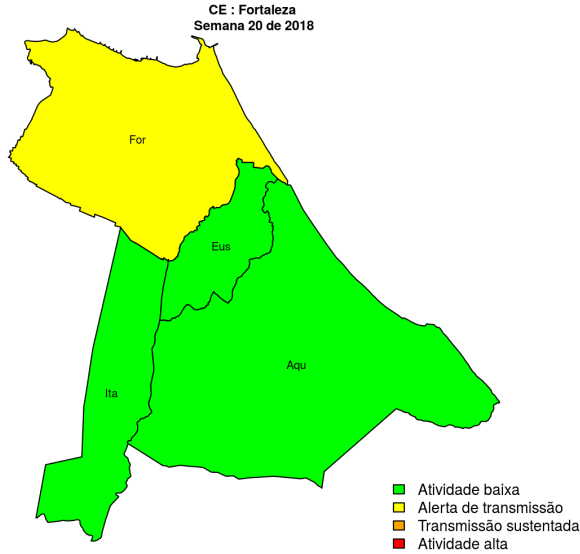 CE : Fortaleza
Semana 20 de 2018
For
Eus
Aqu
Ita
Atividade baixa
Alerta de transmissão
Transmissão sustentada
Atividade alta